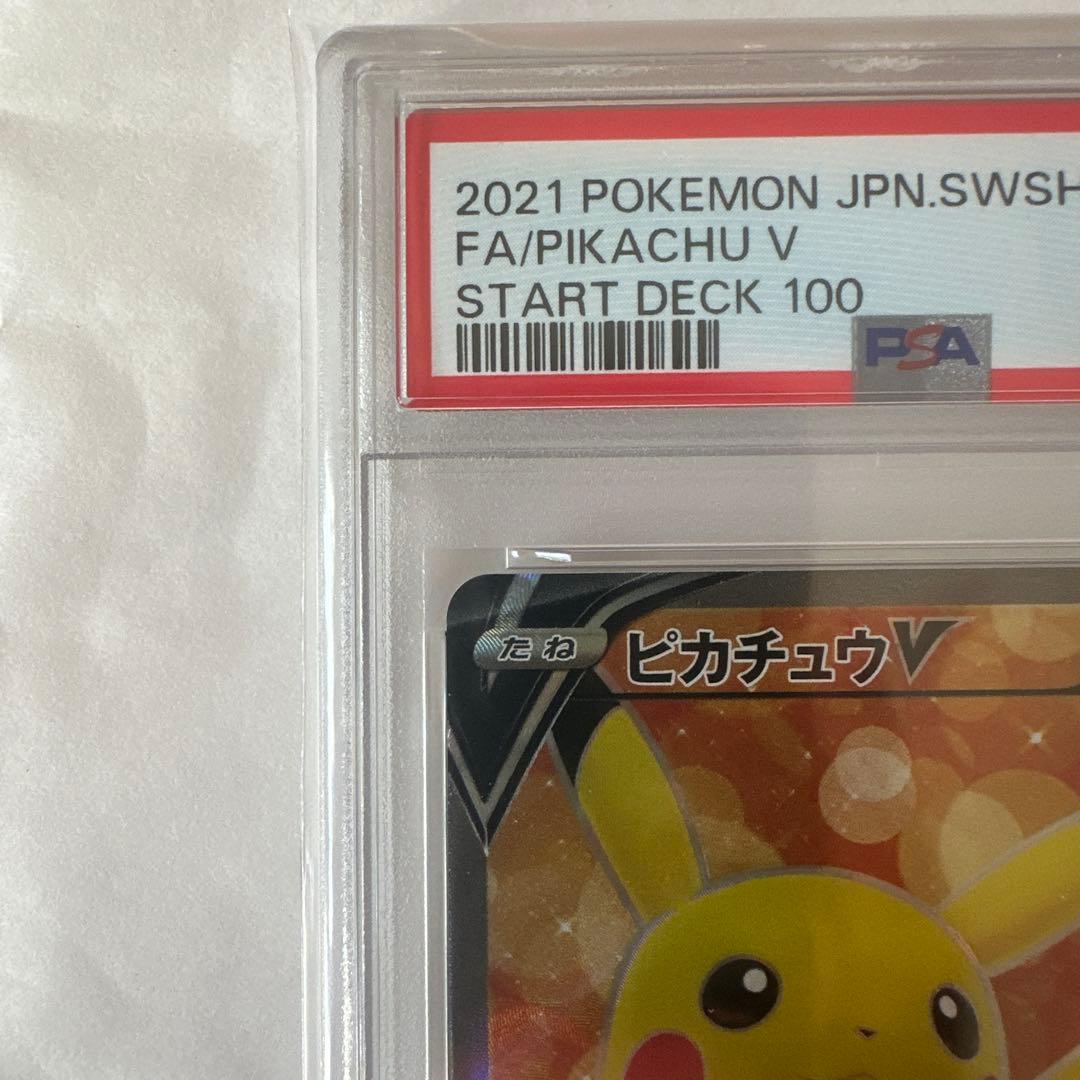 2021 POKEMON JPN.SWSH
FA/PIKACHU V
START DECK 100
PSA
たね ピカチュウV